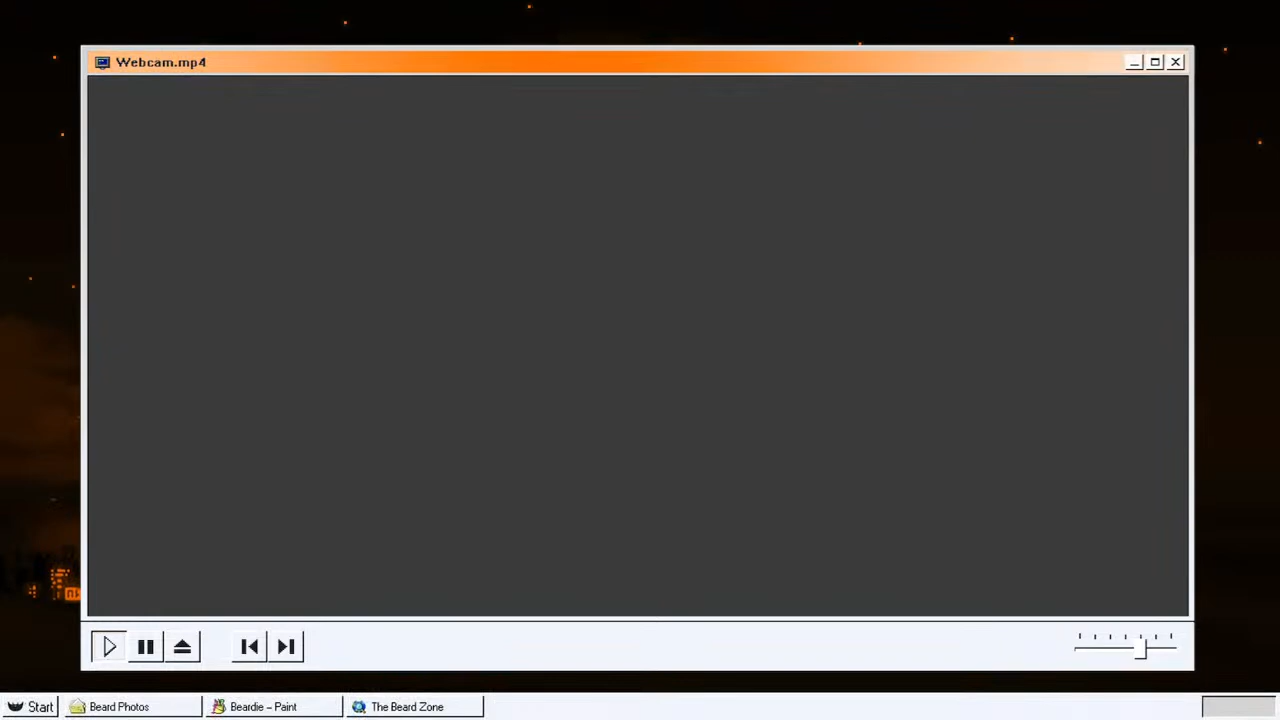 Webcam.mp4
Start
Beard Photos
Beardie – Paint
The Beard Zone